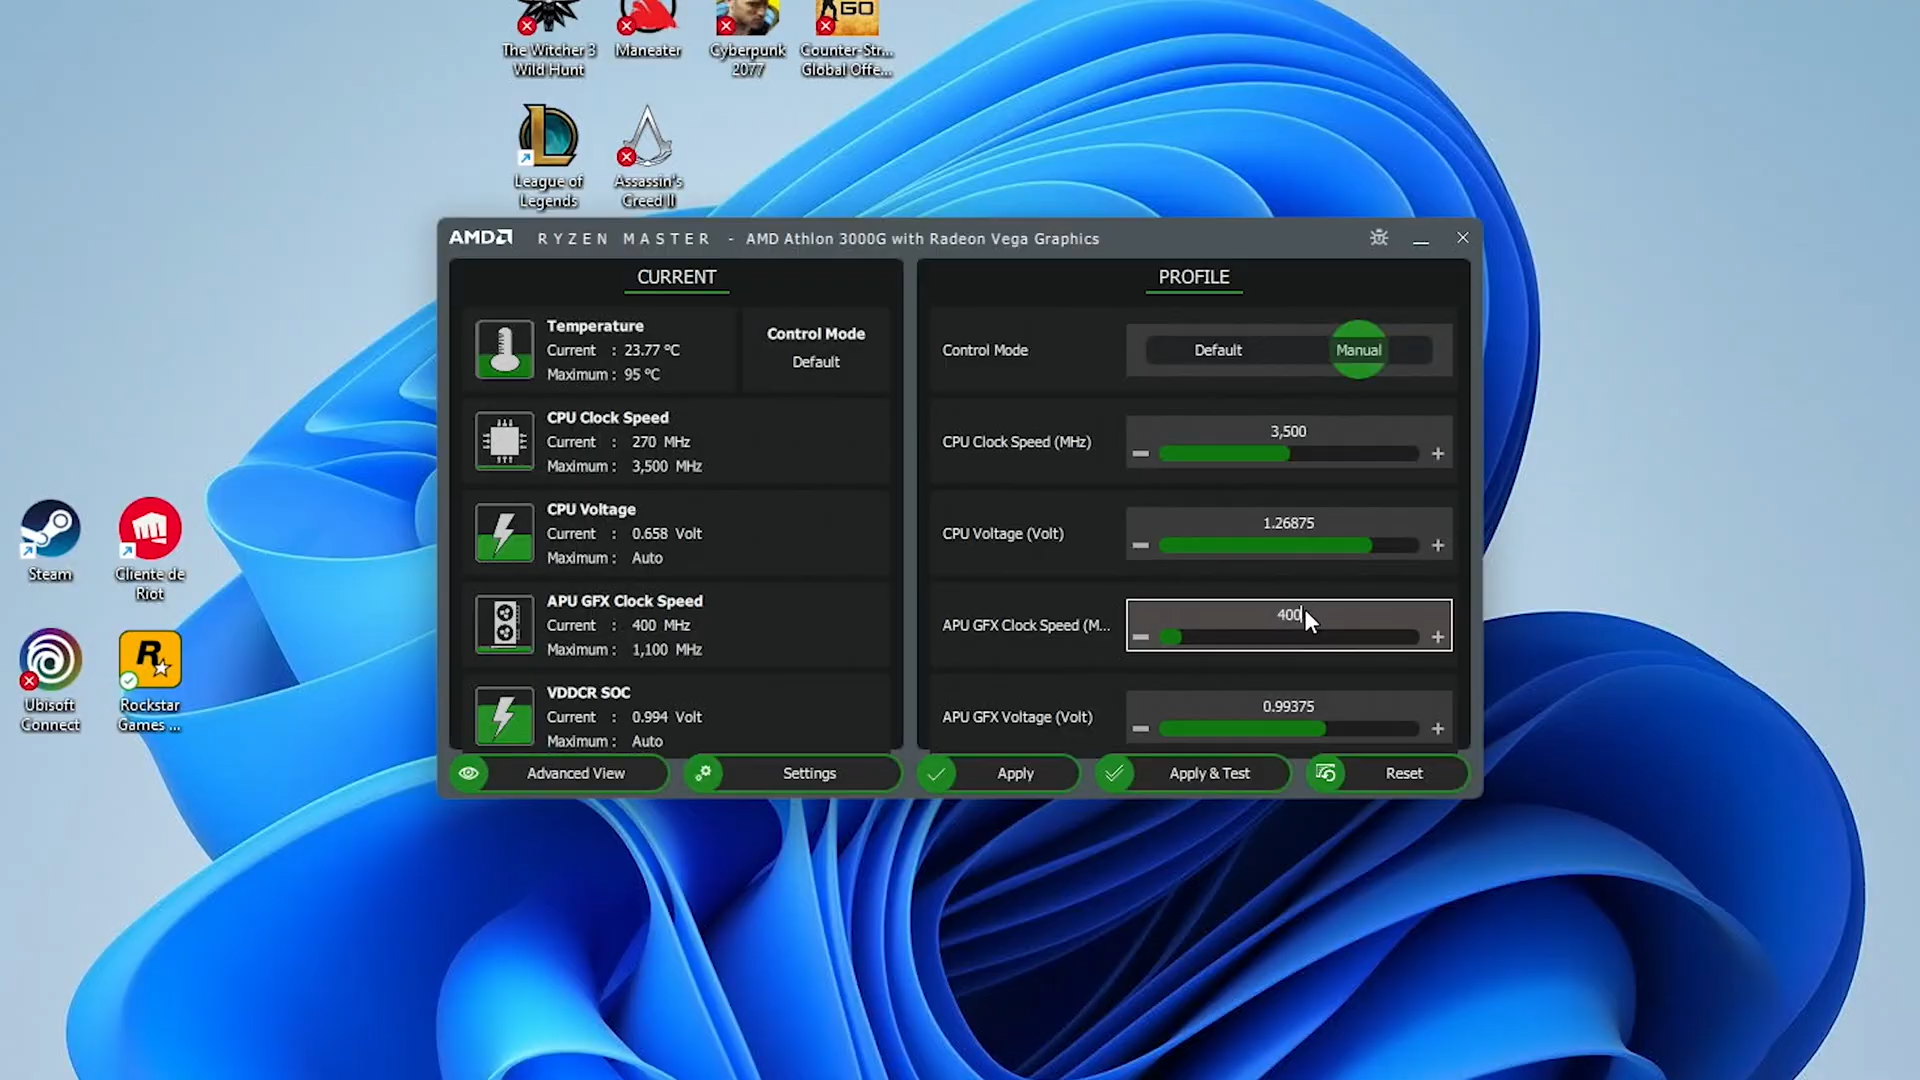 GO
The Witcher 3
Wild Hunt
Maneater
Cyberpunk
2077
Counter-Str...
Global Offe...
League of
Legends
Assassin's
Creed II
Steam
Cliente de
Riot
Ubisoft
Connect
Rockstar
Games ...
AMD RYZEN MASTER - AMD Athlon 3000G with Radeon Vega Graphics
CURRENT
Temperature
Current : 23.77 °C
Maximum : 95 °C
Control Mode
Default
CPU Clock Speed
Current : 270 MHz
Maximum : 3,500 MHz
CPU Voltage
Current : 0.658 Volt
Maximum : Auto
APU GFX Clock Speed
Current : 400 MHz
Maximum : 1,100 MHz
VDDCR SOC
Current : 0.994 Volt
Maximum : Auto
PROFILE
Control Mode
Default
Manual
CPU Clock Speed (MHz)
3,500
CPU Voltage (Volt)
1.26875
APU GFX Clock Speed (M...
400
APU GFX Voltage (Volt)
0.99375
Advanced View
Settings
Apply
Apply & Test
Reset